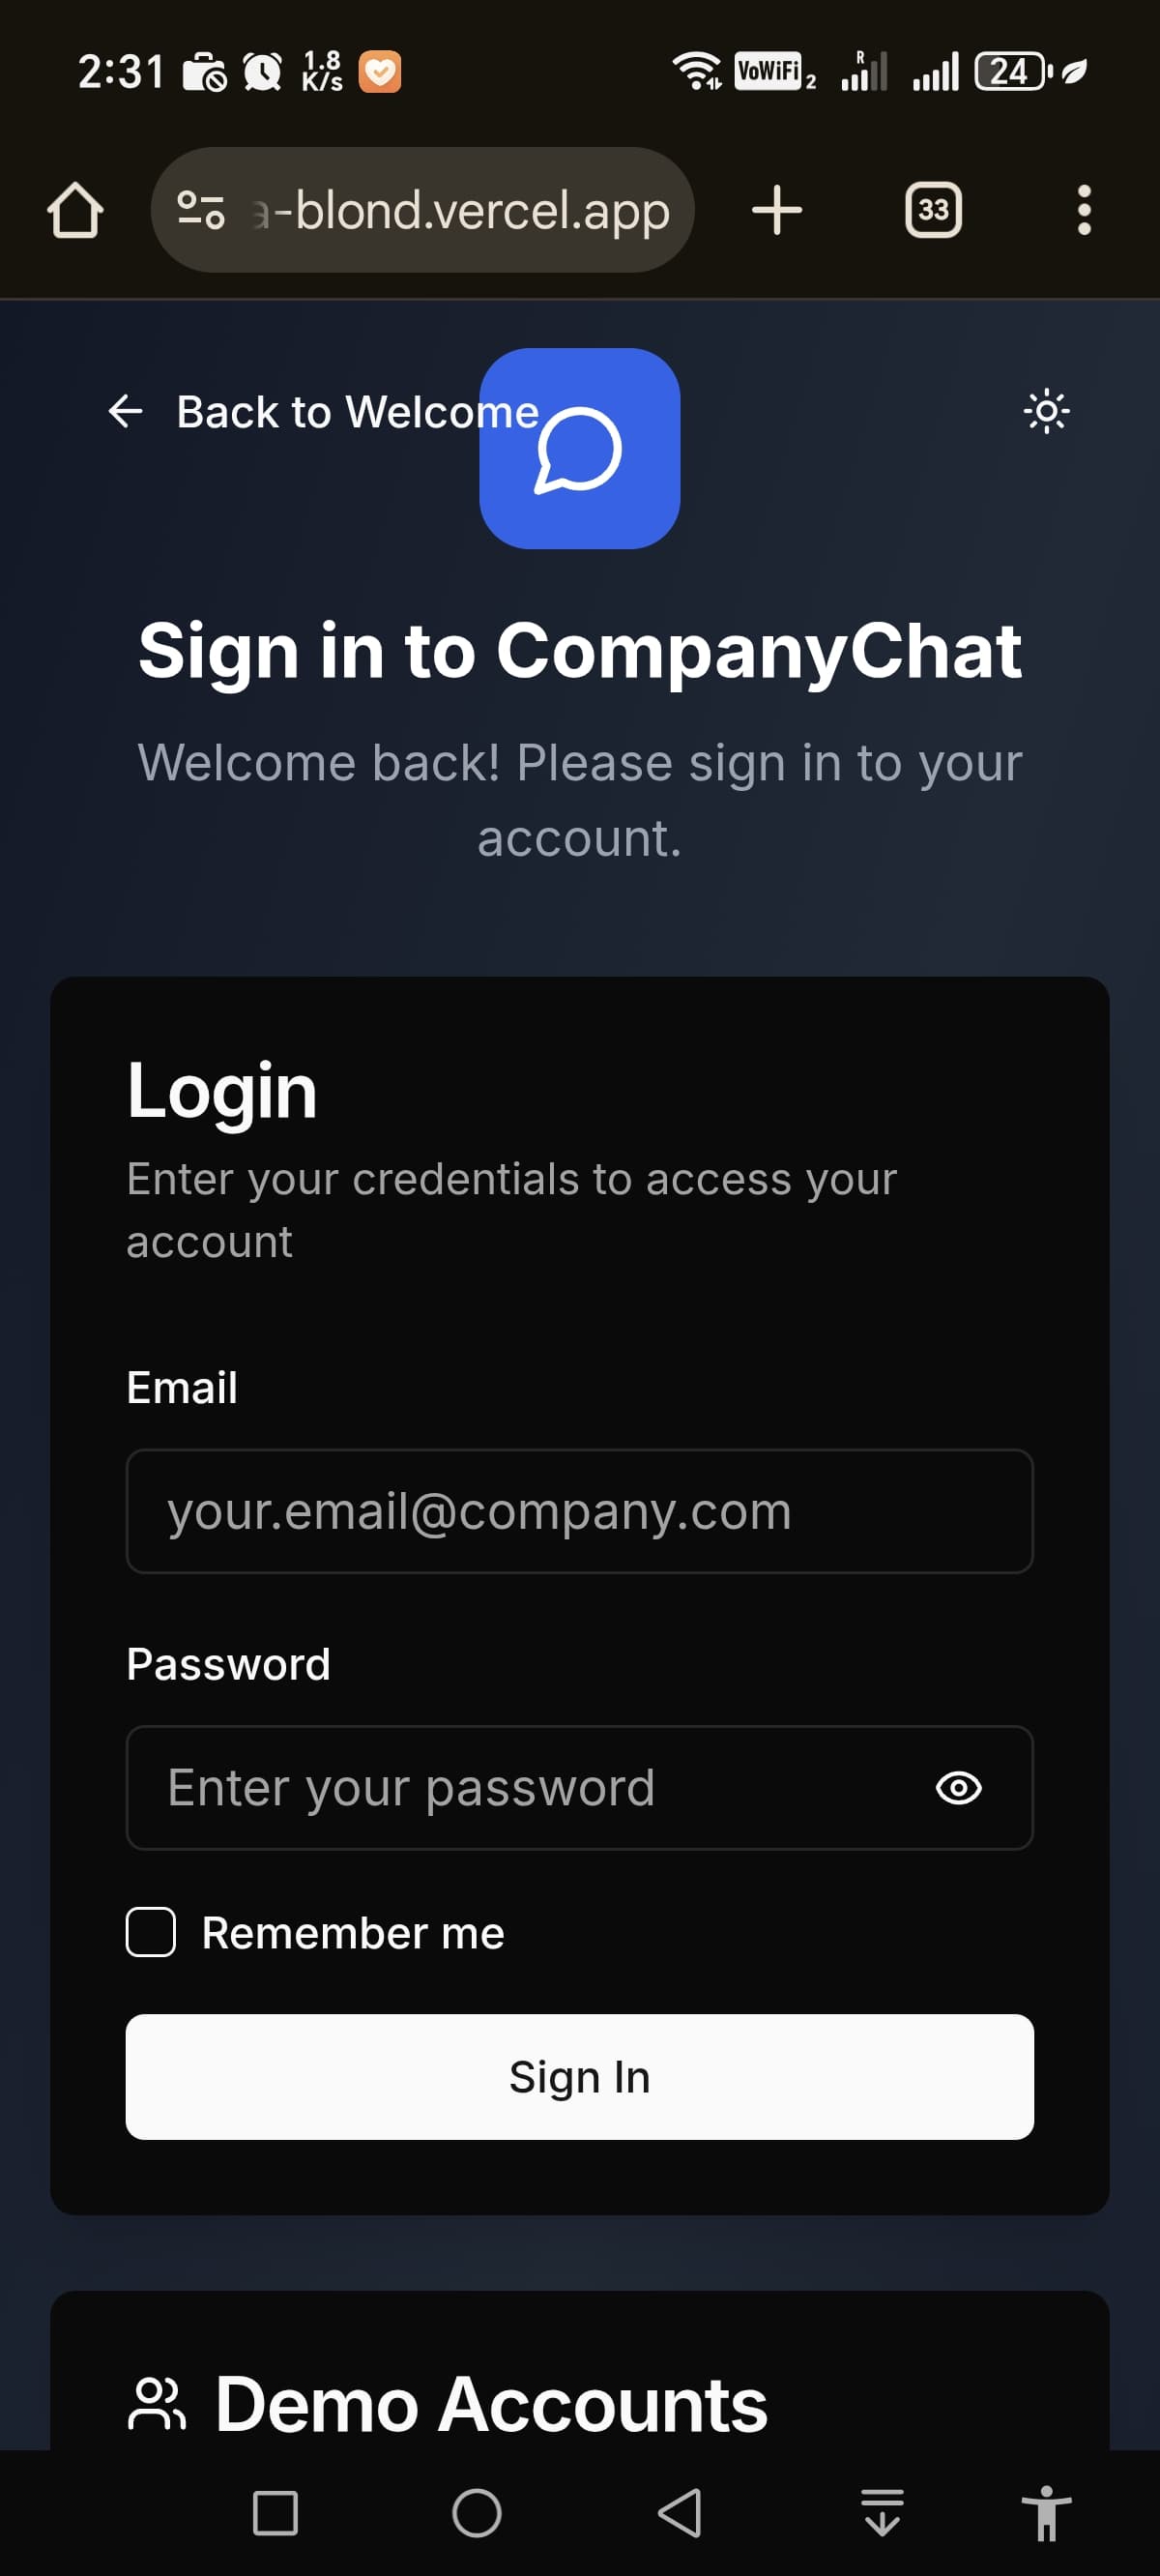 2:31
1.8
K/s
VoWiFi 2
R
24
-blond.vercel.app
33
Back to Welcome
Sign in to CompanyChat
Welcome back! Please sign in to your
account.
Login
Enter your credentials to access your
account
Email
your.email@company.com
Password
Enter your password
Remember me
Sign In
Demo Accounts